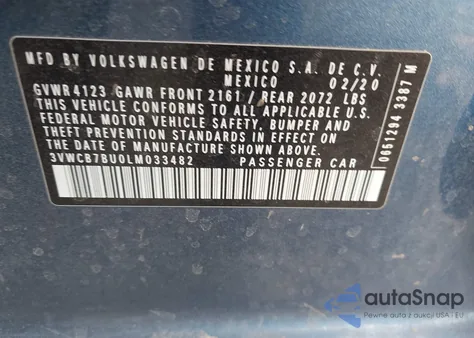 MFD BY VOLKSWAGEN DE MEXICO S.A. DE C.V.
MEXICO 02/20
GVWR 4123 / GAWR FRONT 2161 / REAR 2072 LBS
THIS VEHICLE CONFORMS TO ALL APPLICABLE
FEDERAL MOTOR VEHICLE SAFETY, BUMPER AND
THEFT PREVENTION STANDARDS IN EFFECT ON
THE DATE OF MANUFACTURE SHOWN ABOVE.
3VWCB7BU0LM033482 PASSENGER CAR
0651204 3387 M
autaSnap
Pewne auta z aukcji USA i EU